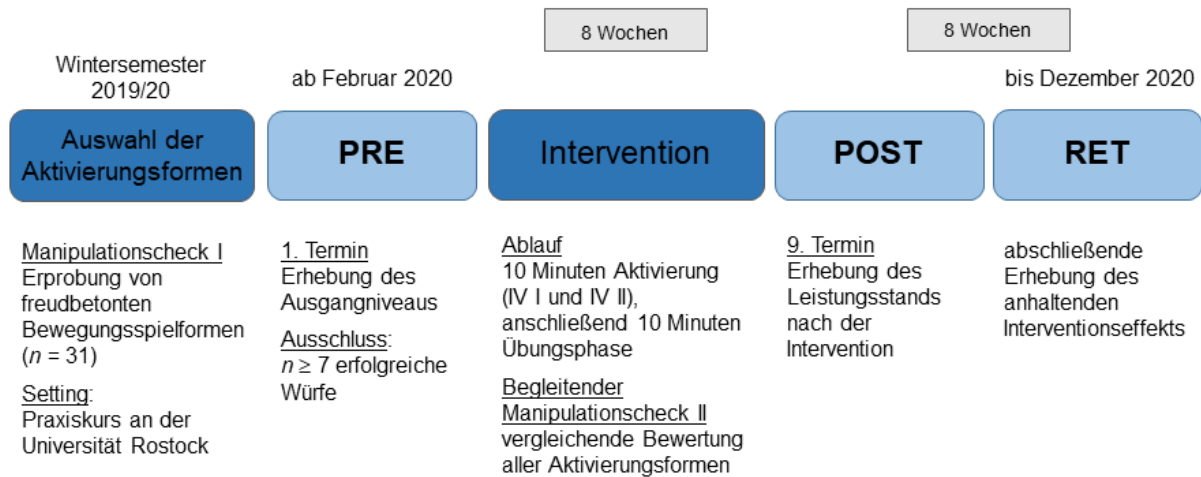 8 Wochen
8 Wochen
Wintersemester
2019/20
ab Februar 2020
bis Dezember 2020
Auswahl der
Aktivierungsformen
PRE
Intervention
POST
RET
Manipulationscheck I
Erprobung von
freudbetonten
Bewegungsspielformen
(n = 31)
Setting:
Praxiskurs an der
Universität Rostock
1. Termin
Erhebung des
Ausgangniveaus
Ausschluss:
n ≥ 7 erfolgreiche
Würfe
Ablauf
10 Minuten Aktivierung
(IV I und IV II),
anschließend 10 Minuten
Übungsphase
Begleitender
Manipulationscheck II
vergleichende Bewertung
aller Aktivierungsformen
9. Termin
Erhebung des
Leistungsstands
nach der
Intervention
abschließende
Erhebung des
anhaltenden
Interventionseffekts